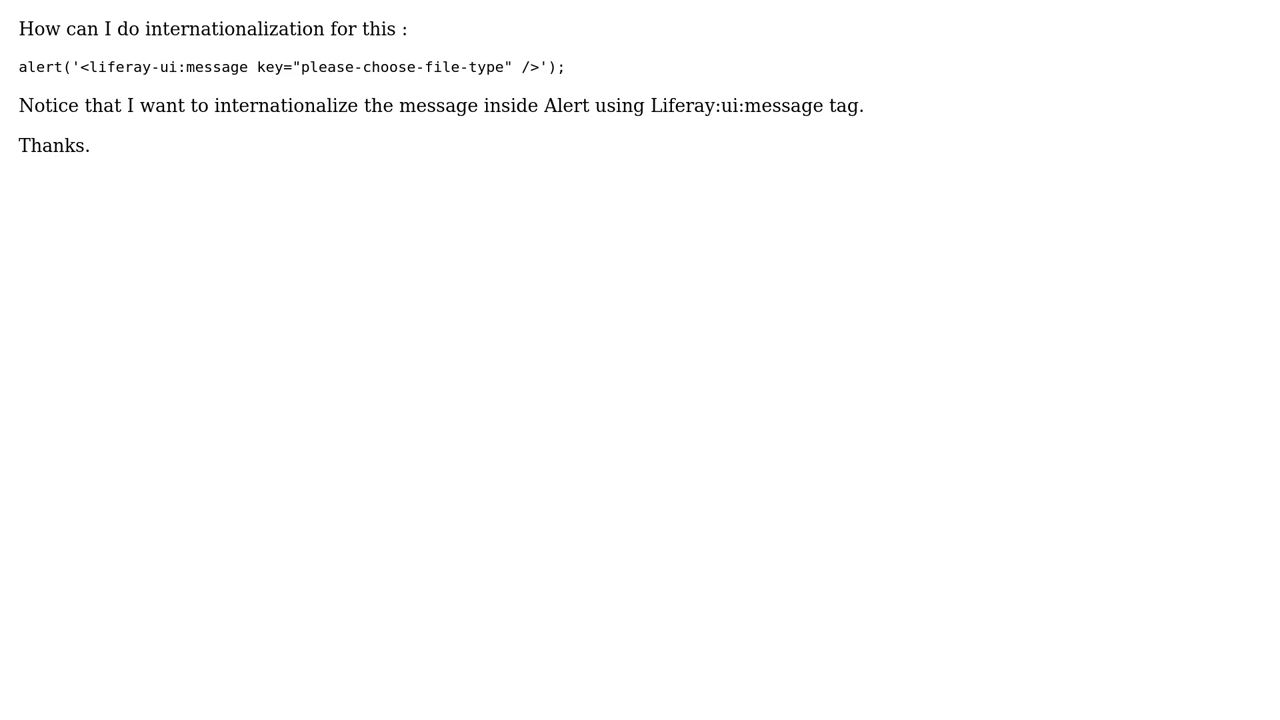 How can I do internationalization for this :
alert('<liferay-ui:message key="please-choose-file-type" />');
Notice that I want to internationalize the message inside Alert using Liferay:ui:message tag.
Thanks.